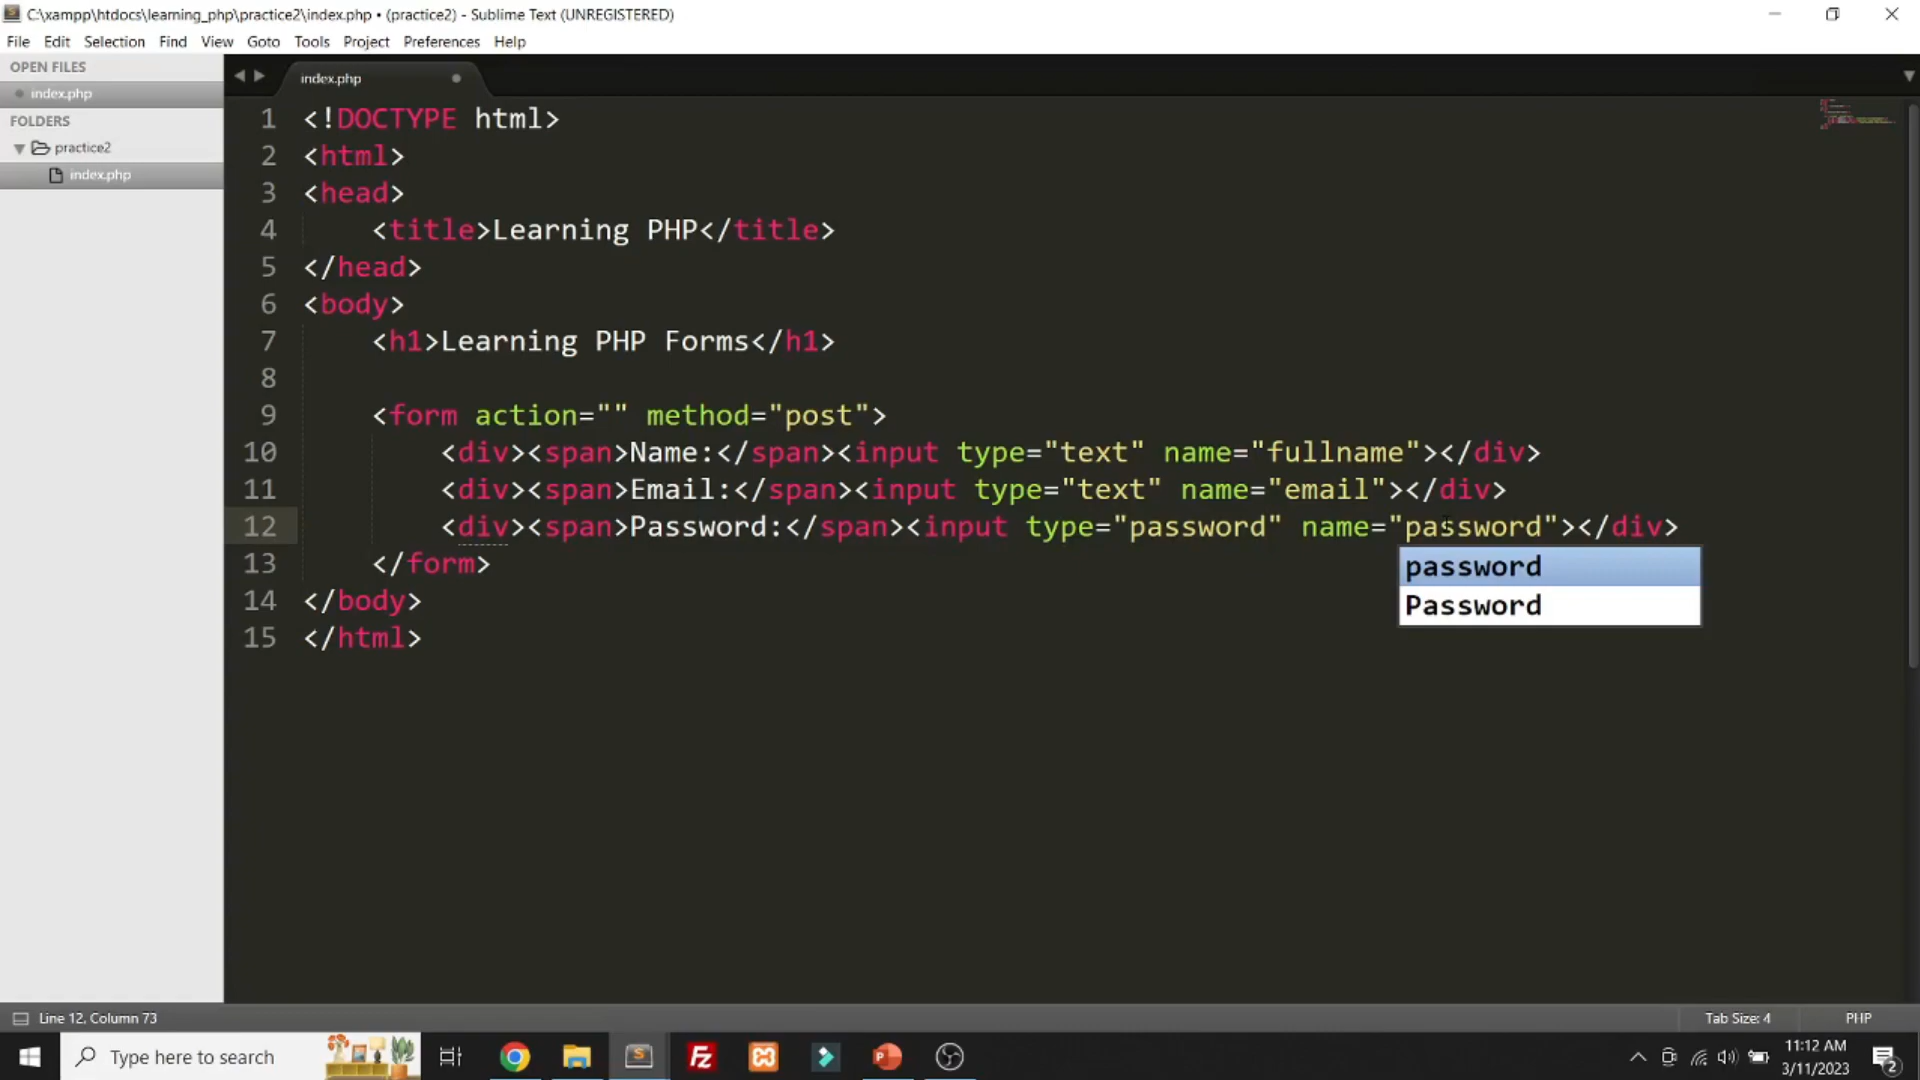 C:\xampp\htdocs\learning_php\practice2\index.php • (practice2) - Sublime Text (UNREGISTERED)
File Edit Selection Find View Goto Tools Project Preferences Help
OPEN FILES
index.php
FOLDERS
practice2
index.php
index.php
1 <!DOCTYPE html>
2 <html>
3 <head>
4 <title>Learning PHP</title>
5 </head>
6 <body>
7 <h1>Learning PHP Forms</h1>
8
9 <form action="" method="post">
10 <div><span>Name:</span><input type="text" name="fullname"></div>
11 <div><span>Email:</span><input type="text" name="email"></div>
12 <div><span>Password:</span><input type="password" name="password"></div>
13 </form>
14 </body>
15 </html>
password
Password
Line 12, Column 73
Tab Size: 4
PHP
Type here to search
11:12 AM
3/11/2023
2